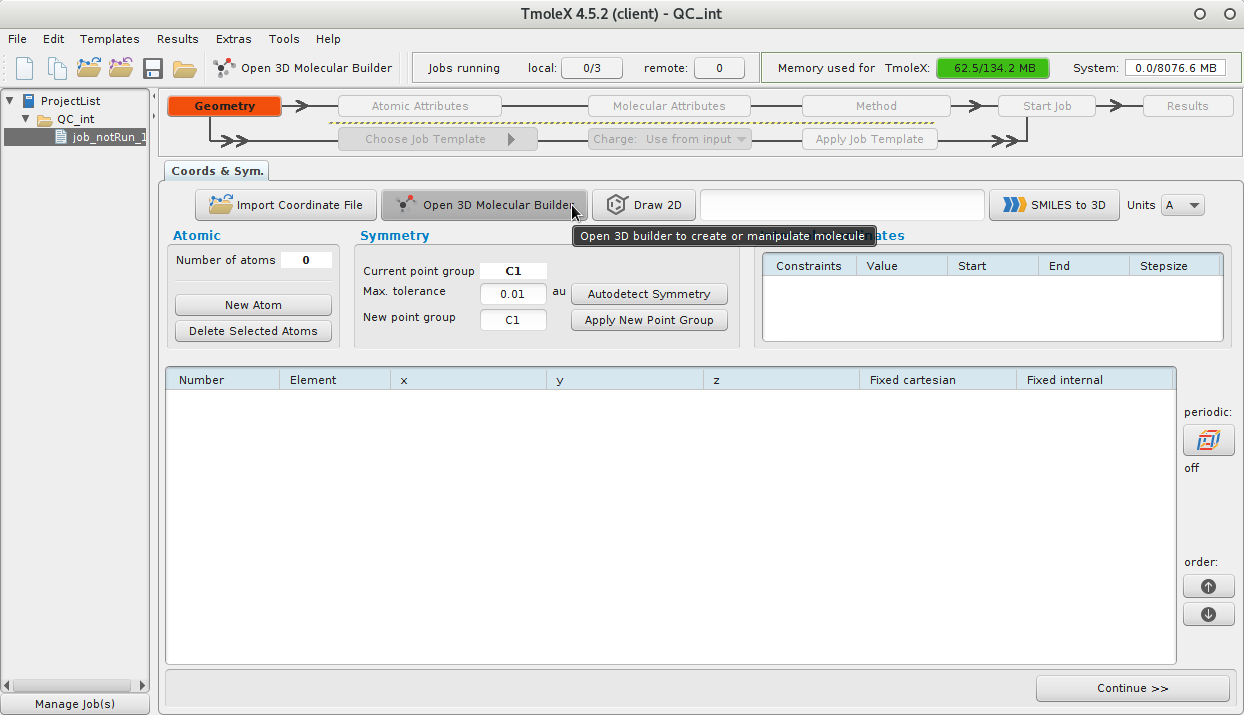 TmoleX 4.5.2 (client) - QC_int
File Edit Templates Results Extras Tools Help
Open 3D Molecular Builder Jobs running local: 0/3 remote: 0 Memory used for TmoleX: 62.5/134.2 MB System: 0.0/8076.6 MB
ProjectList
QC_int
job_notRun_1
Geometry Atomic Attributes Molecular Attributes Method Start Job Results
Choose Job Template Charge: Use from input Apply Job Template
Coords & Sym.
Import Coordinate File Open 3D Molecular Builder Draw 2D SMILES to 3D Units A
Open 3D builder to create or manipulate molecule
Atomic Symmetry
Number of atoms 0
New Atom
Delete Selected Atoms
Current point group C1
Max. tolerance 0.01 au Autodetect Symmetry
New point group C1 Apply New Point Group
Constraints Value Start End Stepsize
Number Element x y z Fixed cartesian Fixed internal
periodic:
off
order:
Continue >>
Manage Job(s)